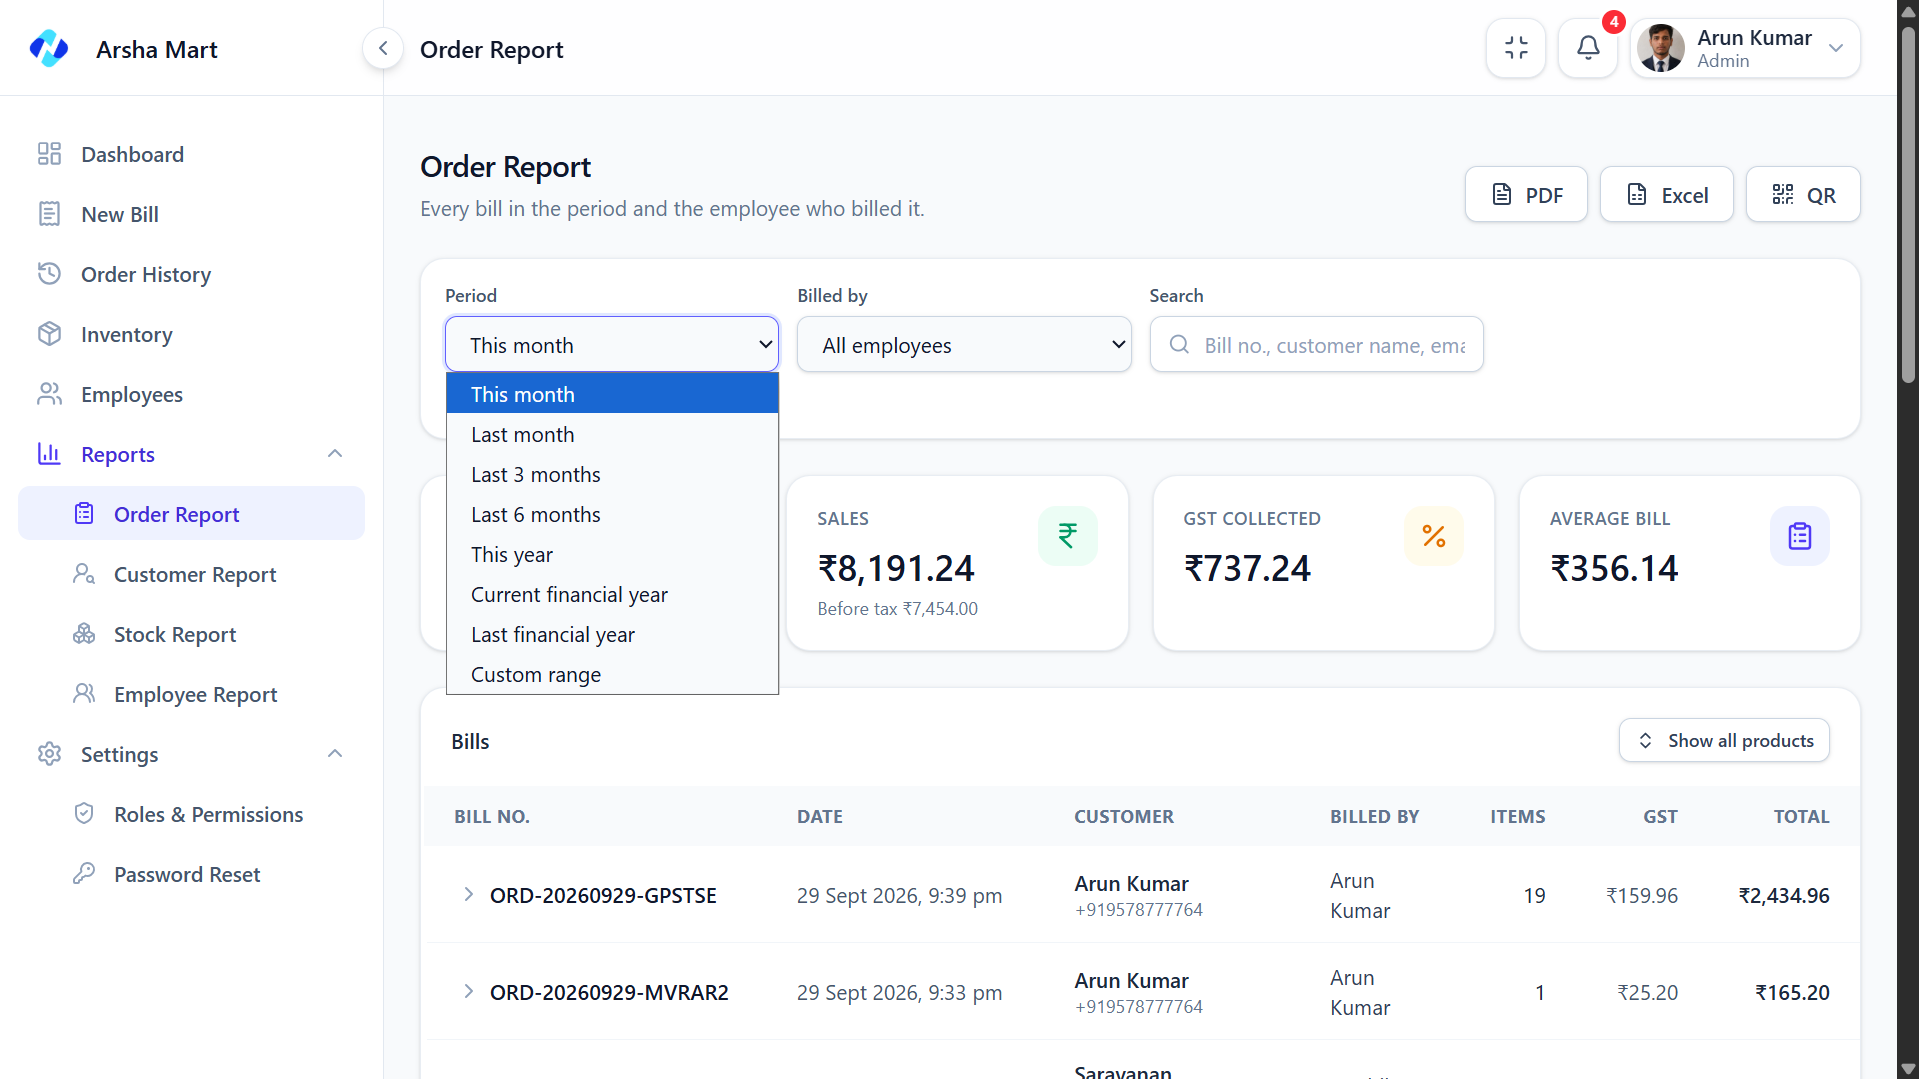 Arsha Mart
Order Report
4
Arun Kumar
Admin
Dashboard
New Bill
Order History
Inventory
Employees
Reports
Order Report
Customer Report
Stock Report
Employee Report
Settings
Roles & Permissions
Password Reset
Order Report
Every bill in the period and the employee who billed it.
PDF
Excel
QR
Period
Billed by
Search
This month
All employees
Bill no., customer name, ema
This month
Last month
Last 3 months
Last 6 months
This year
Current financial year
Last financial year
Custom range
SALES
₹8,191.24
Before tax ₹7,454.00
GST COLLECTED
₹737.24
AVERAGE BILL
₹356.14
Bills
Show all products
BILL NO. DATE CUSTOMER BILLED BY ITEMS GST TOTAL
ORD-20260929-GPSTSE 29 Sept 2026, 9:39 pm Arun Kumar +919578777764 Arun Kumar 19 ₹159.96 ₹2,434.96
ORD-20260929-MVRAR2 29 Sept 2026, 9:33 pm Arun Kumar +919578777764 Arun Kumar 1 ₹25.20 ₹165.20
Saravanan